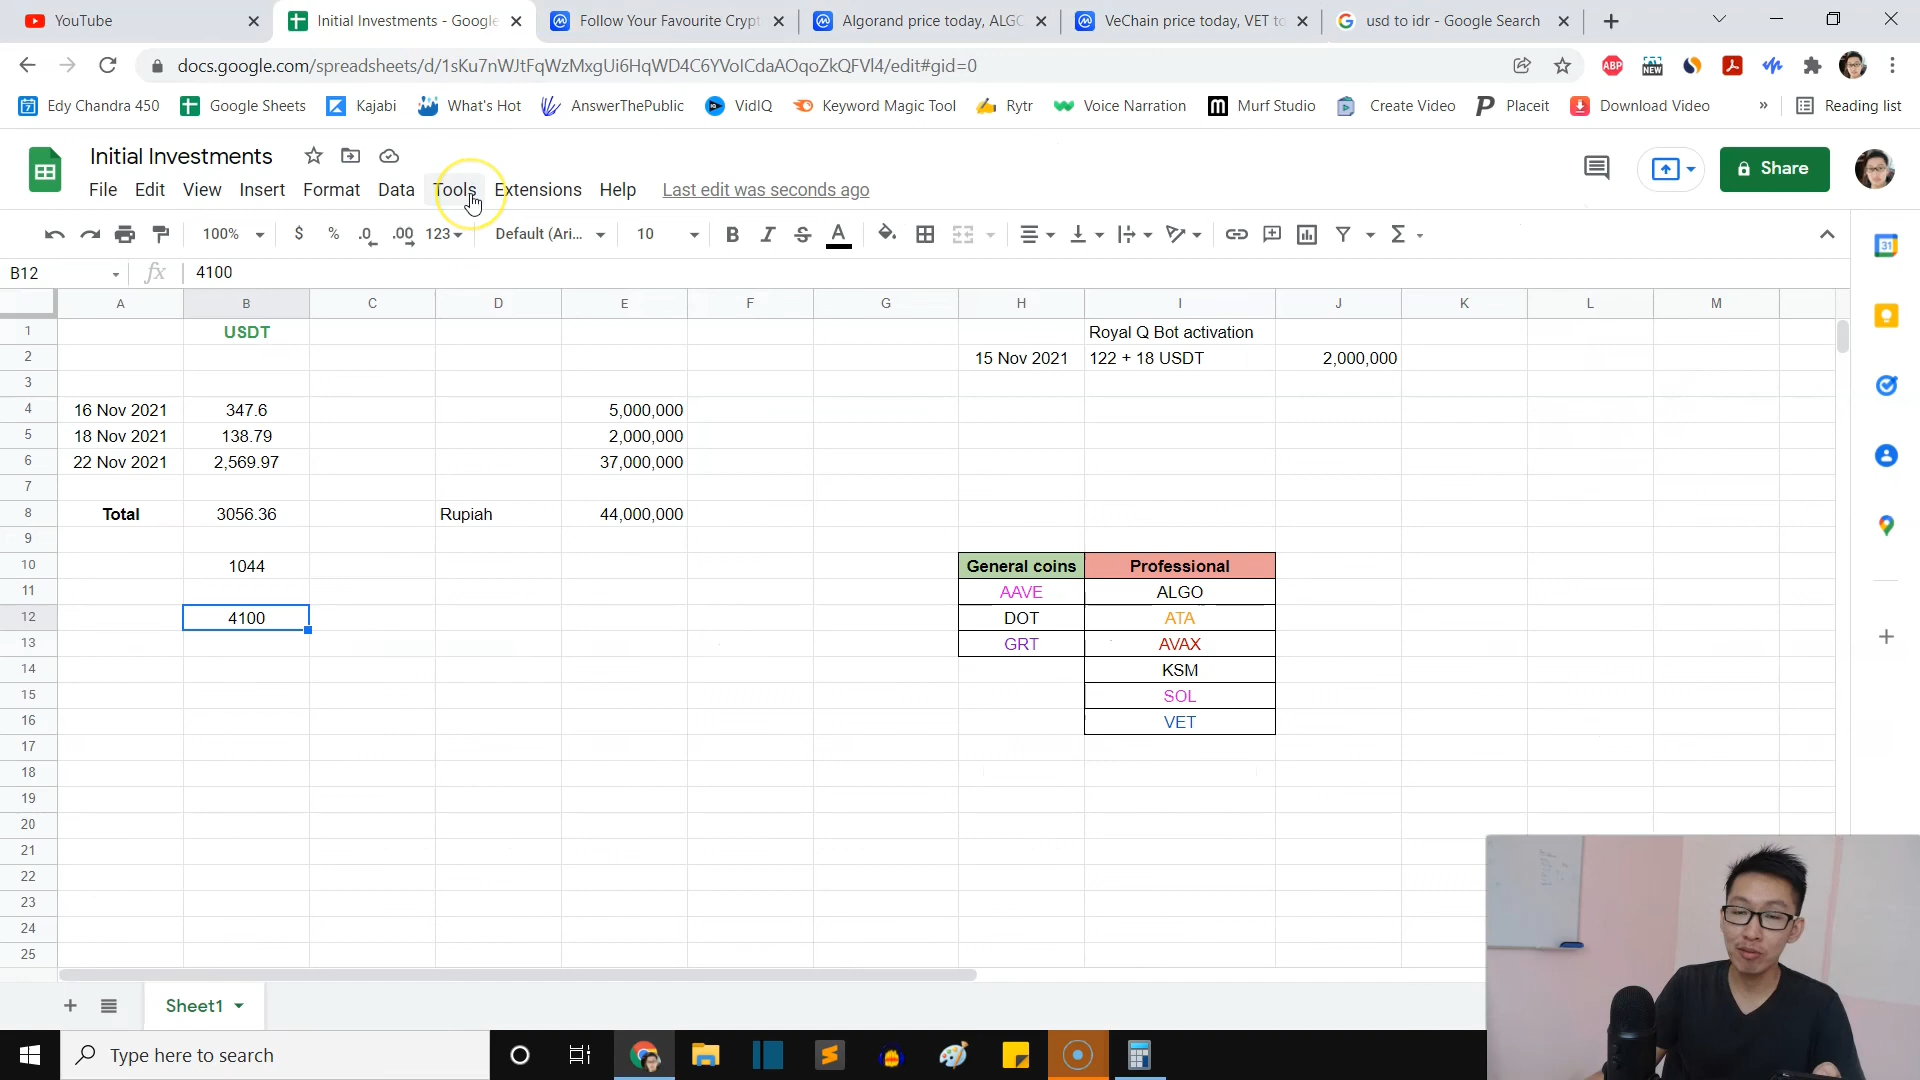 YouTube
Initial Investments - Google
Follow Your Favourite Crypt
Algorand price today, ALGO
VeChain price today, VET to
usd to idr - Google Search
docs.google.com/spreadsheets/d/1sKu7nWJtFqWzMxgUi6HqWD4C6YVoICdaAOqoZkQFVl4/edit#gid=0
ABP
NEW
Edy Chandra 450
Google Sheets
Kajabi
What's Hot
AnswerThePublic
VidIQ
Keyword Magic Tool
Rytr
Voice Narration
Murf Studio
Create Video
Placeit
Download Video
»
Reading list
Initial Investments
File Edit View Insert Format Data Tools Extensions Help Last edit was seconds ago
Share
100% $ % .0 .00 123 Default (Ari... 10 B I S A Σ
31
B12 fx 4100
A B C D E F G H I J K L M
1 USDT Royal Q Bot activation
2 15 Nov 2021 122 + 18 USDT 2,000,000
3
4 16 Nov 2021 347.6 5,000,000
5 18 Nov 2021 138.79 2,000,000
6 22 Nov 2021 2,569.97 37,000,000
7
8 Total 3056.36 Rupiah 44,000,000
9
10 1044 General coins Professional
11 AAVE ALGO
12 4100 DOT ATA
13 GRT AVAX
14 KSM
15 SOL
16 VET
17
18
19
20
21
22
23
24
25
Sheet1
Type here to search